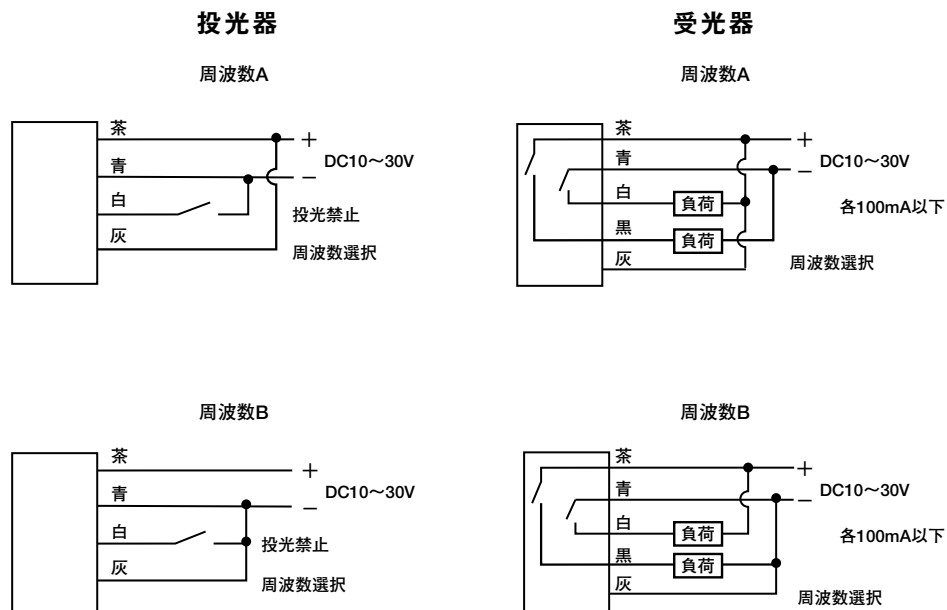 投光器
周波数A
茶
+
青
DC10～30V
−
白
投光禁止
灰
周波数選択
受光器
周波数A
茶
+
青
DC10～30V
−
白
負荷
各100mA以下
黒
負荷
灰
周波数選択
周波数B
茶
+
青
DC10～30V
−
白
投光禁止
灰
周波数選択
周波数B
茶
+
青
DC10～30V
−
白
負荷
各100mA以下
黒
負荷
灰
周波数選択